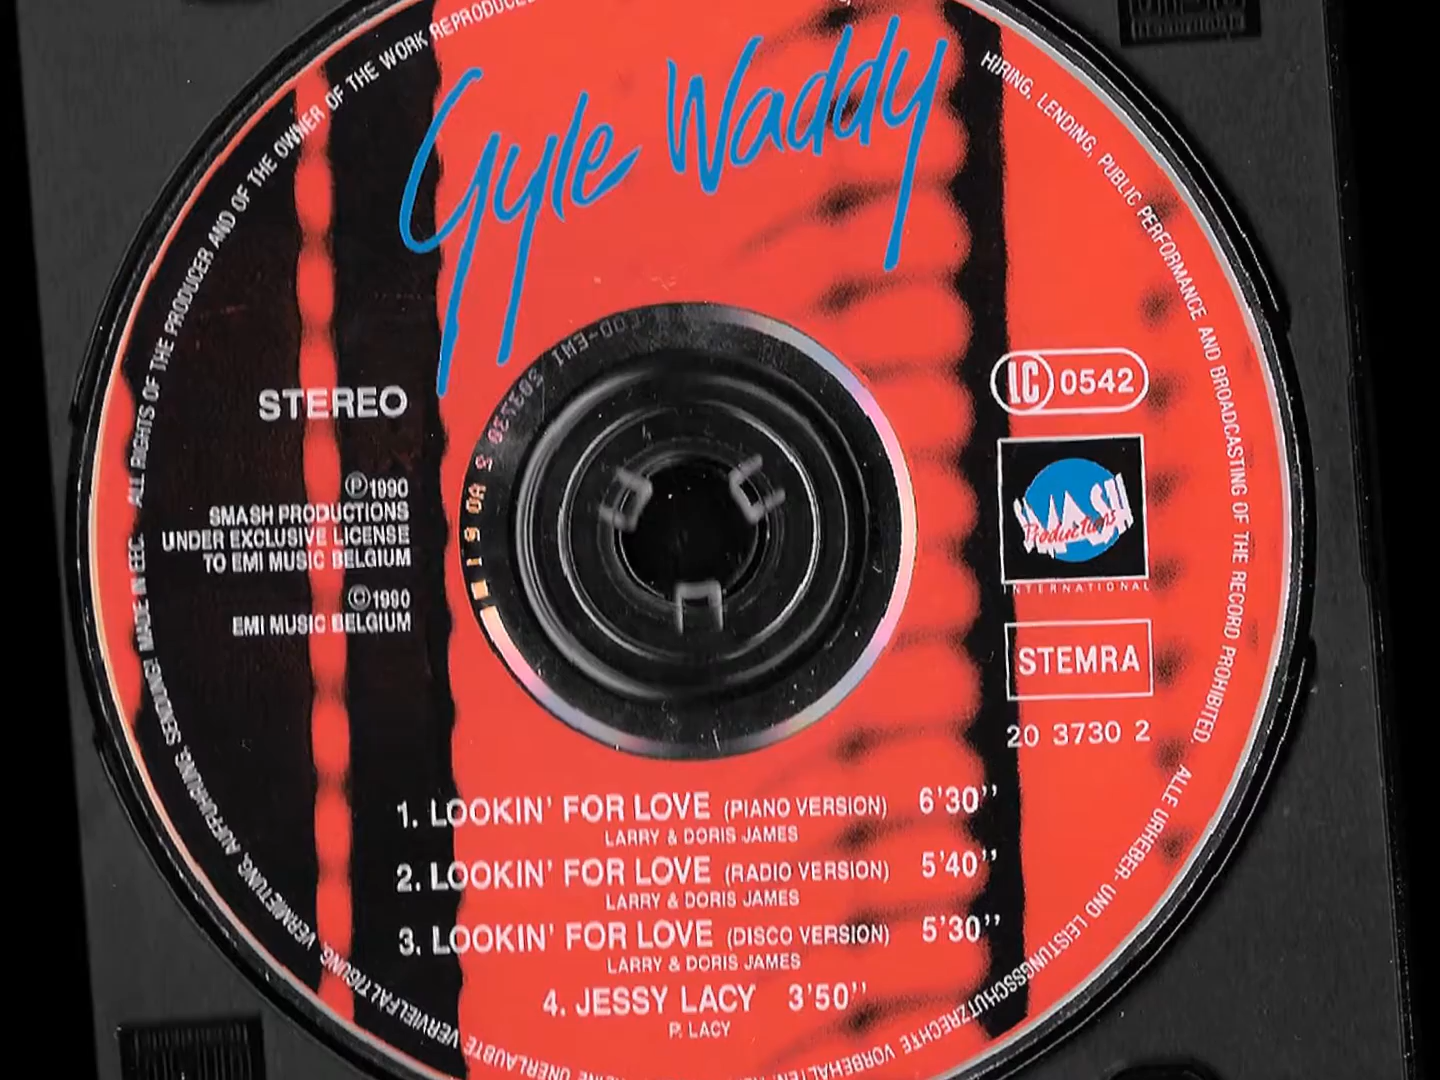 Gyle Waddy
ALL RIGHTS OF THE PRODUCER AND OF THE OWNER OF THE WORK REPRODUCED
HIRING, LENDING, PUBLIC PERFORMANCE AND BROADCASTING OF THE RECORD PROHIBITED.
ALLE URHEBER- UND LEISTUNGSSCHUTZRECHTE VORBEHALTEN.
KEINE UNERLAUBTE VERVIELFÄLTIGUNG, VERMIETUNG, AUFFÜHRUNG, SENDUNG! MADE IN EEC.
STEREO
Ⓟ1990
SMASH PRODUCTIONS
UNDER EXCLUSIVE LICENSE
TO EMI MUSIC BELGIUM
©1990
EMI MUSIC BELGIUM
LC 0542
SMASH
Productions
INTERNATIONAL
STEMRA
20 3730 2
1. LOOKIN' FOR LOVE (PIANO VERSION) 6'30''
LARRY & DORIS JAMES
2. LOOKIN' FOR LOVE (RADIO VERSION) 5'40''
LARRY & DORIS JAMES
3. LOOKIN' FOR LOVE (DISCO VERSION) 5'30''
LARRY & DORIS JAMES
4. JESSY LACY 3'50''
P. LACY